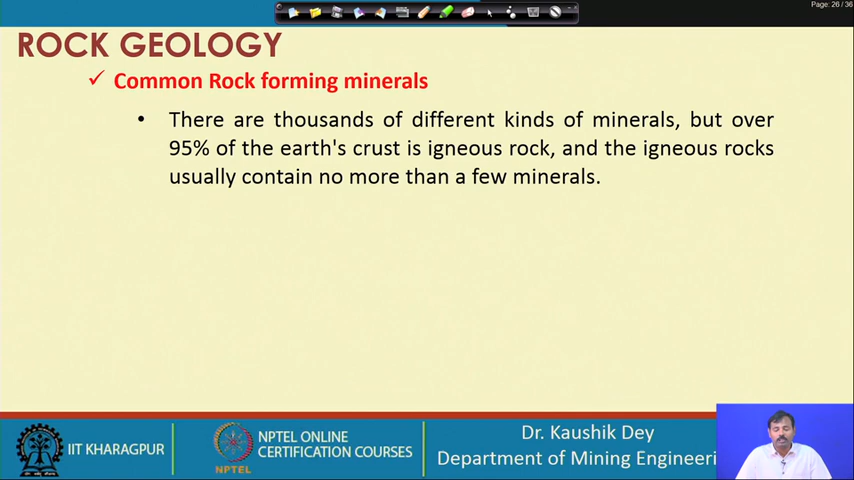 Page: 26 / 36
ROCK GEOLOGY
✓ Common Rock forming minerals
• There are thousands of different kinds of minerals, but over
95% of the earth's crust is igneous rock, and the igneous rocks
usually contain no more than a few minerals.
IIT KHARAGPUR
NPTEL
NPTEL ONLINE
CERTIFICATION COURSES
Dr. Kaushik Dey
Department of Mining Engineeri